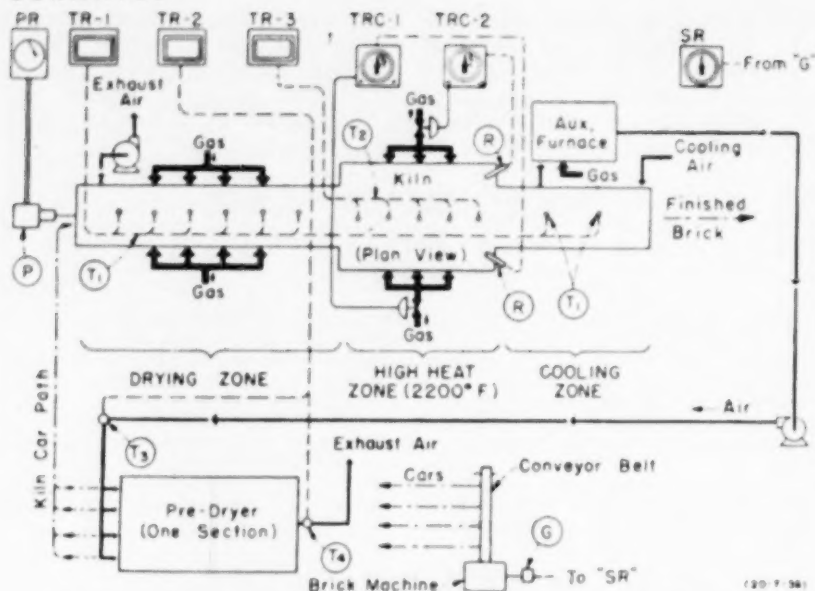 PR TR-1 TR-2 TR-3 TRC-1 TRC-2 SR
From "G"
Exhaust
Air
Gas
Gas
T2
R
Aux.
Furnace
Cooling
Air
Gas
Kiln
Finished
Brick
(Plan View)
P
T1
Gas
Gas
R
T1
DRYING ZONE
HIGH HEAT
ZONE (2200° F)
COOLING
ZONE
Kiln Car Path
Air
T3
Exhaust Air
Conveyor Belt
Cars
Pre-Dryer
(One Section)
T4
G
Brick Machine
To "SR"